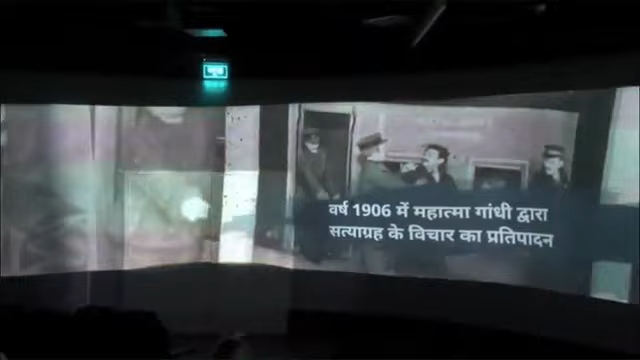 वर्ष 1906 में महात्मा गांधी द्वारा
सत्याग्रह के विचार का प्रतिपादन